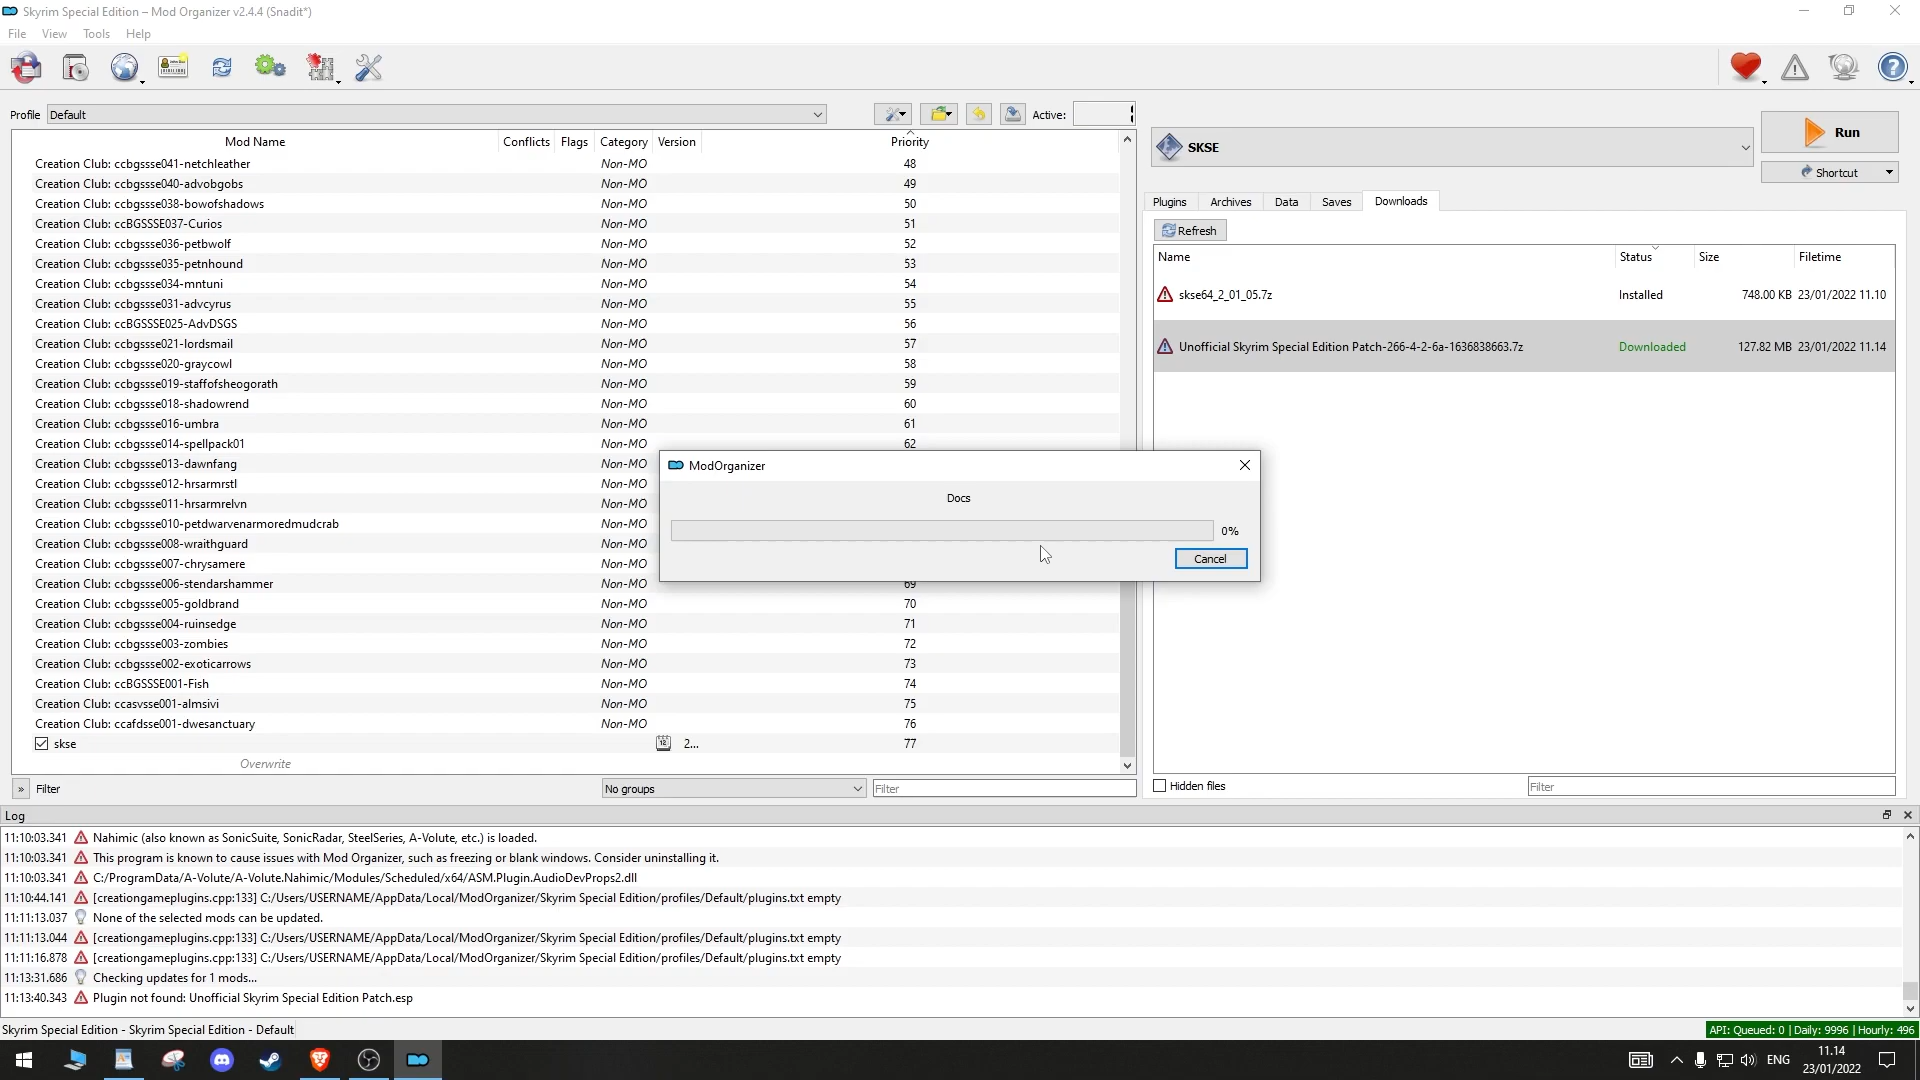 Skyrim Special Edition – Mod Organizer v2.4.4 (Snadit*)
File View Tools Help
Profile Default Active:
Mod Name Conflicts Flags Category Version Priority
Creation Club: ccbgssse041-netchleather Non-MO 48
Creation Club: ccbgssse040-advobgobs Non-MO 49
Creation Club: ccbgssse038-bowofshadows Non-MO 50
Creation Club: ccBGSSSE037-Curios Non-MO 51
Creation Club: ccbgssse036-petbwolf Non-MO 52
Creation Club: ccbgssse035-petnhound Non-MO 53
Creation Club: ccbgssse034-mntuni Non-MO 54
Creation Club: ccbgssse031-advcyrus Non-MO 55
Creation Club: ccBGSSSE025-AdvDSGS Non-MO 56
Creation Club: ccbgssse021-lordsmail Non-MO 57
Creation Club: ccbgssse020-graycowl Non-MO 58
Creation Club: ccbgssse019-staffofsheogorath Non-MO 59
Creation Club: ccbgssse018-shadowrend Non-MO 60
Creation Club: ccbgssse016-umbra Non-MO 61
Creation Club: ccbgssse014-spellpack01 Non-MO 62
Creation Club: ccbgssse013-dawnfang Non-MO
Creation Club: ccbgssse012-hrsarmrstl Non-MO
Creation Club: ccbgssse011-hrsarmrelvn Non-MO
Creation Club: ccbgssse010-petdwarvenarmoredmudcrab Non-MO
Creation Club: ccbgssse008-wraithguard Non-MO
Creation Club: ccbgssse007-chrysamere Non-MO
Creation Club: ccbgssse006-stendarshammer Non-MO 69
Creation Club: ccbgssse005-goldbrand Non-MO 70
Creation Club: ccbgssse004-ruinsedge Non-MO 71
Creation Club: ccbgssse003-zombies Non-MO 72
Creation Club: ccbgssse002-exoticarrows Non-MO 73
Creation Club: ccBGSSSE001-Fish Non-MO 74
Creation Club: ccasvsse001-almsivi Non-MO 75
Creation Club: ccafdsse001-dwesanctuary Non-MO 76
skse 2... 77
Overwrite
» Filter No groups Filter
SKSE
Run
Shortcut
Plugins Archives Data Saves Downloads
Refresh
Name Status Size Filetime
skse64_2_01_05.7z Installed 748.00 KB 23/01/2022 11.10
Unofficial Skyrim Special Edition Patch-266-4-2-6a-1636838663.7z Downloaded 127.82 MB 23/01/2022 11.14
Hidden files Filter
ModOrganizer
Docs
0%
Cancel
Log
11:10:03.341 Nahimic (also known as SonicSuite, SonicRadar, SteelSeries, A-Volute, etc.) is loaded.
11:10:03.341 This program is known to cause issues with Mod Organizer, such as freezing or blank windows. Consider uninstalling it.
11:10:03.341 C:/ProgramData/A-Volute/A-Volute.Nahimic/Modules/Scheduled/x64/ASM.Plugin.AudioDevProps2.dll
11:10:44.141 [creationgameplugins.cpp:133] C:/Users/USERNAME/AppData/Local/ModOrganizer/Skyrim Special Edition/profiles/Default/plugins.txt empty
11:11:13.037 None of the selected mods can be updated.
11:11:13.044 [creationgameplugins.cpp:133] C:/Users/USERNAME/AppData/Local/ModOrganizer/Skyrim Special Edition/profiles/Default/plugins.txt empty
11:11:16.878 [creationgameplugins.cpp:133] C:/Users/USERNAME/AppData/Local/ModOrganizer/Skyrim Special Edition/profiles/Default/plugins.txt empty
11:13:31.686 Checking updates for 1 mods...
11:13:40.343 Plugin not found: Unofficial Skyrim Special Edition Patch.esp
Skyrim Special Edition - Skyrim Special Edition - Default
API: Queued: 0 | Daily: 9996 | Hourly: 496
ENG
11.14
23/01/2022